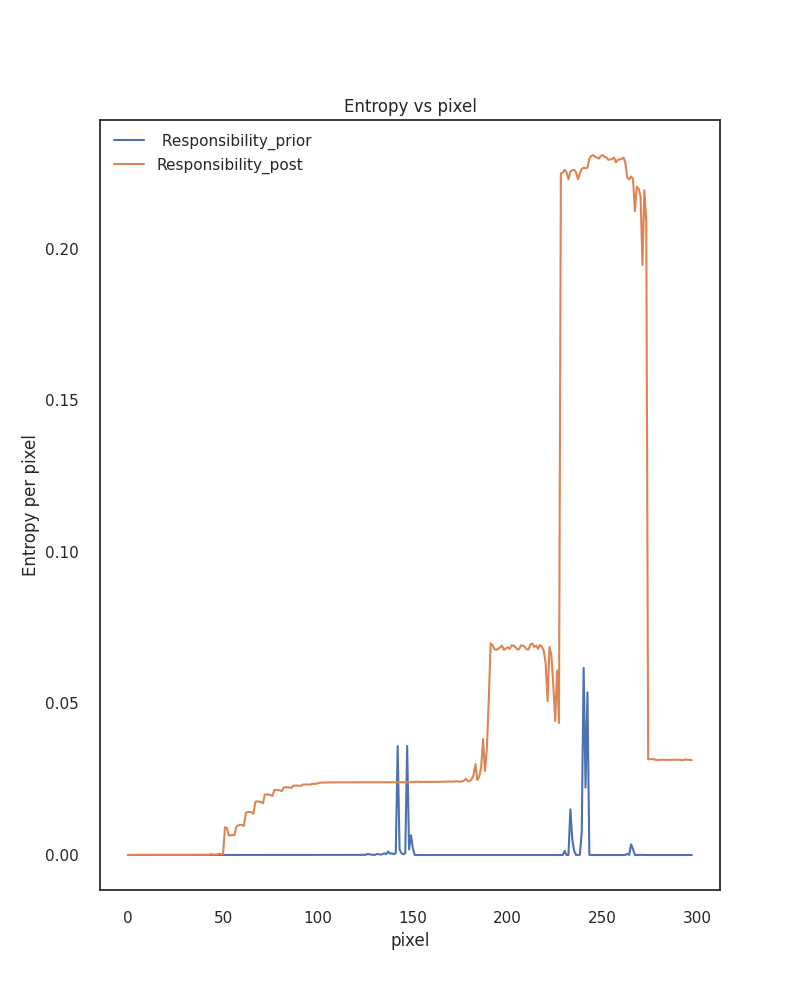 Entropy vs pixel
Responsibility_prior
Responsibility_post
Entropy per pixel
0.20
0.15
0.10
0.05
0.00
0 50 100 150 200 250 300
pixel